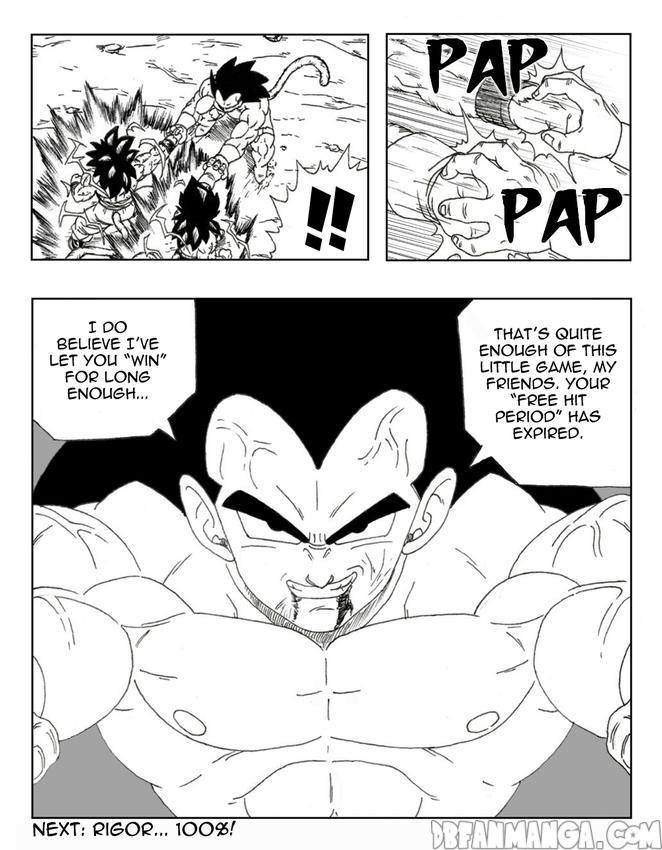 PAP
PAP
!!
THAT'S QUITE
ENOUGH OF THIS
LITTLE GAME, MY
FRIENDS. YOUR
"FREE HIT
PERIOD" HAS
EXPIRED.
I DO
BELIEVE I'VE
LET YOU "WIN"
FOR LONG
ENOUGH...
NEXT: RIGOR... 100%!
DBFANMANGA.COM